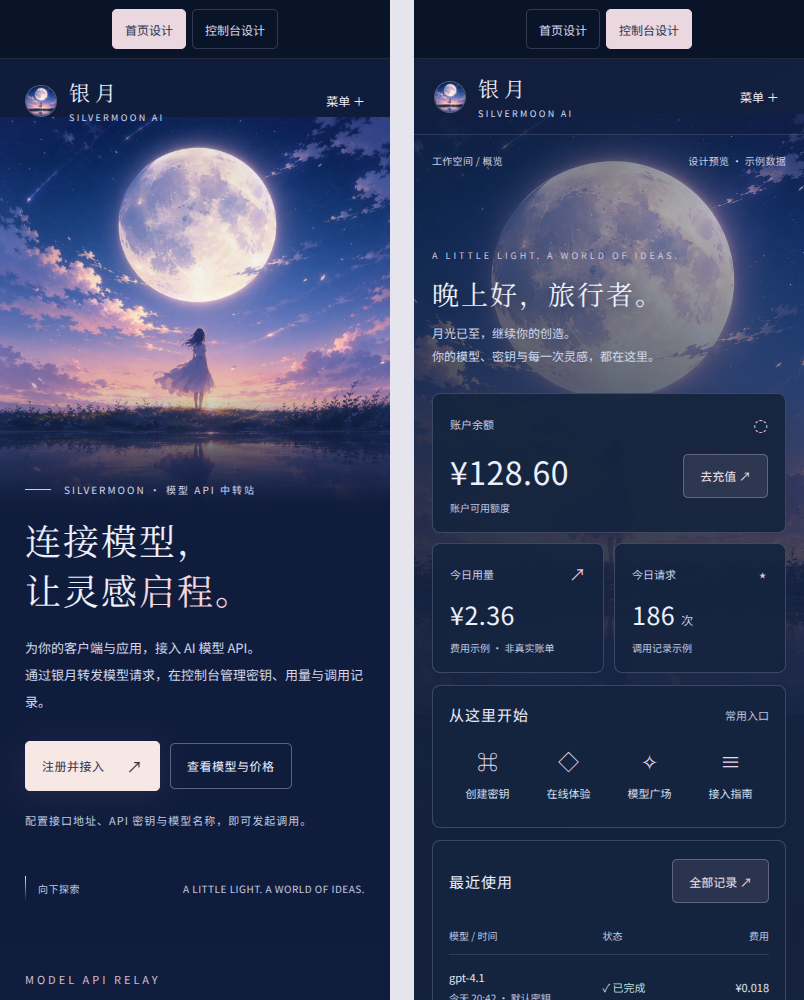 首页设计 控制台设计
银月
SILVERMOON AI
菜单 +
SILVERMOON · 模型 API 中转站
连接模型，
让灵感启程。
为你的客户端与应用，接入 AI 模型 API。
通过银月转发模型请求，在控制台管理密钥、用量与调用记
录。
注册并接入 ↗ 查看模型与价格
配置接口地址、API 密钥与模型名称，即可发起调用。
向下探索 A LITTLE LIGHT. A WORLD OF IDEAS.
MODEL API RELAY
首页设计 控制台设计
银月
SILVERMOON AI
菜单 +
工作空间 / 概览 设计预览 · 示例数据
A LITTLE LIGHT. A WORLD OF IDEAS.
晚上好，旅行者。
月光已至，继续你的创造。
你的模型、密钥与每一次灵感，都在这里。
账户余额
¥128.60 去充值 ↗
账户可用额度
今日用量 ↗
¥2.36
费用示例 · 非真实账单
今日请求
186 次
调用记录示例
从这里开始 常用入口
创建密钥 在线体验 模型广场 接入指南
最近使用 全部记录 ↗
模型 / 时间 状态 费用
gpt-4.1 ✓ 已完成 ¥0.018
今天 20:42 · 默认密钥